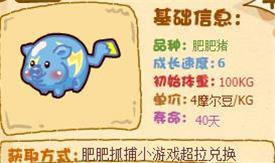 基础信息:
品种: 肥肥猪
成长速度: 6
初始体重: 100KG
单价: 4摩尔豆/KG
寿命: 40天
获取方式: 肥肥抓捕小游戏超拉兑换